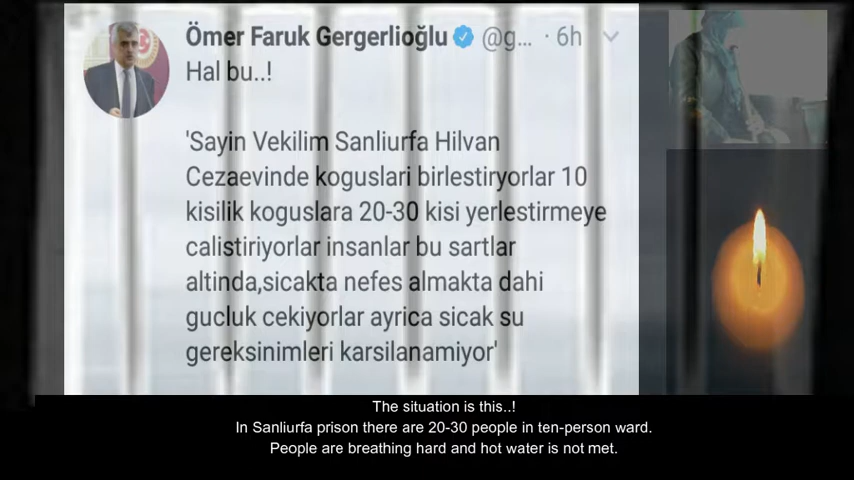 Ömer Faruk Gergerlioğlu @g... · 6h
Hal bu..!
'Sayin Vekilim Sanliurfa Hilvan
Cezaevinde koguslari birlestiryorlar 10
kisilik koguslara 20-30 kisi yerlestirmeye
calistiriyorlar insanlar bu sartlar
altinda,sicakta nefes almakta dahi
gucluk cekiyorlar ayrica sicak su
gereksinimleri karsilanamiyor'
The situation is this..!
In Sanliurfa prison there are 20-30 people in ten-person ward.
People are breathing hard and hot water is not met.